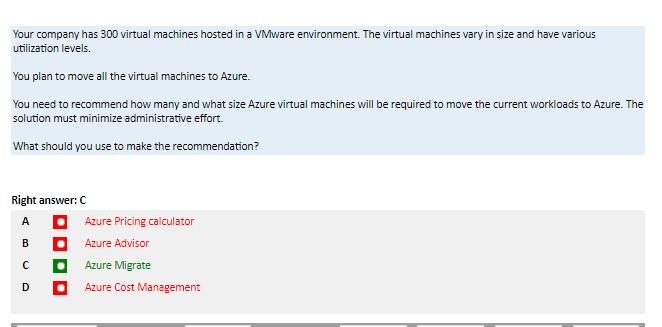 Your company has 300 virtual machines hosted in a VMware environment. The virtual machines vary in size and have various
utilization levels.
You plan to move all the virtual machines to Azure.
You need to recommend how many and what size Azure virtual machines will be required to move the current workloads to Azure. The
solution must minimize administrative effort.
What should you use to make the recommendation?
Right answer: C
A Azure Pricing calculator
B Azure Advisor
C Azure Migrate
D Azure Cost Management